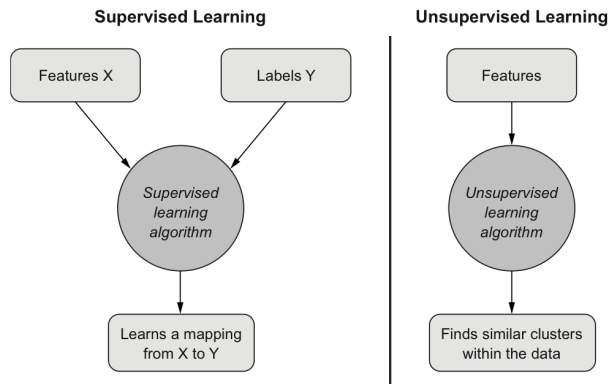 Supervised Learning
Features X
Labels Y
Supervised
learning
algorithm
Learns a mapping
from X to Y
Unsupervised Learning
Features
Unsupervised
learning
algorithm
Finds similar clusters
within the data